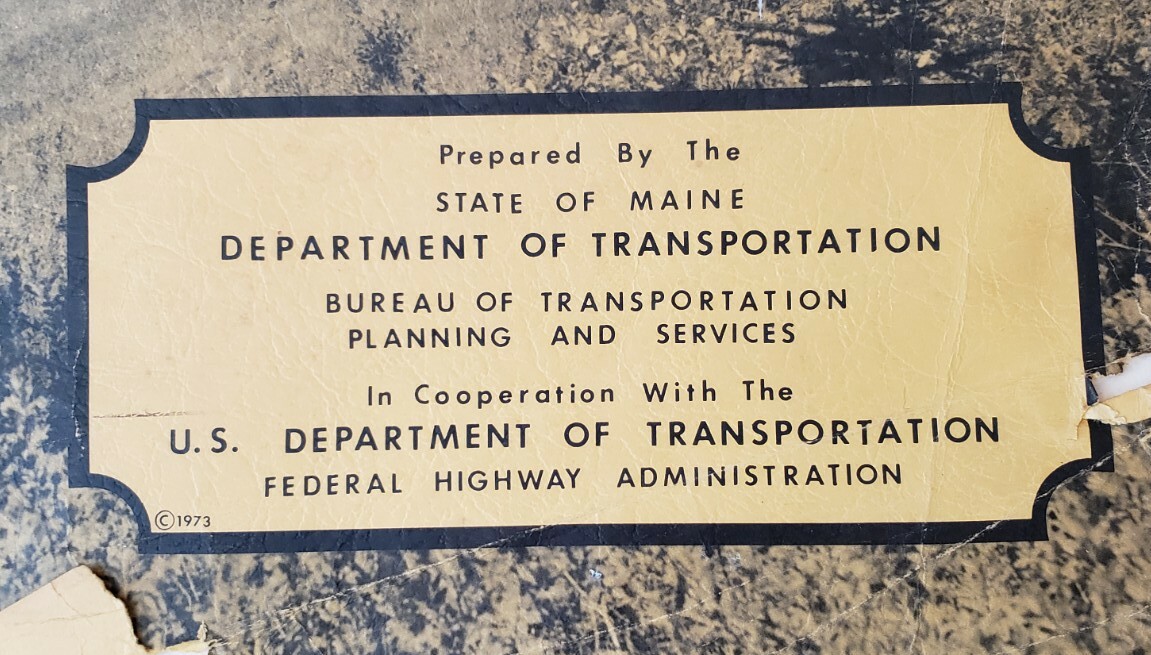 Prepared By The
STATE OF MAINE
DEPARTMENT OF TRANSPORTATION
BUREAU OF TRANSPORTATION
PLANNING AND SERVICES
In Cooperation With The
U.S. DEPARTMENT OF TRANSPORTATION
FEDERAL HIGHWAY ADMINISTRATION
©1973